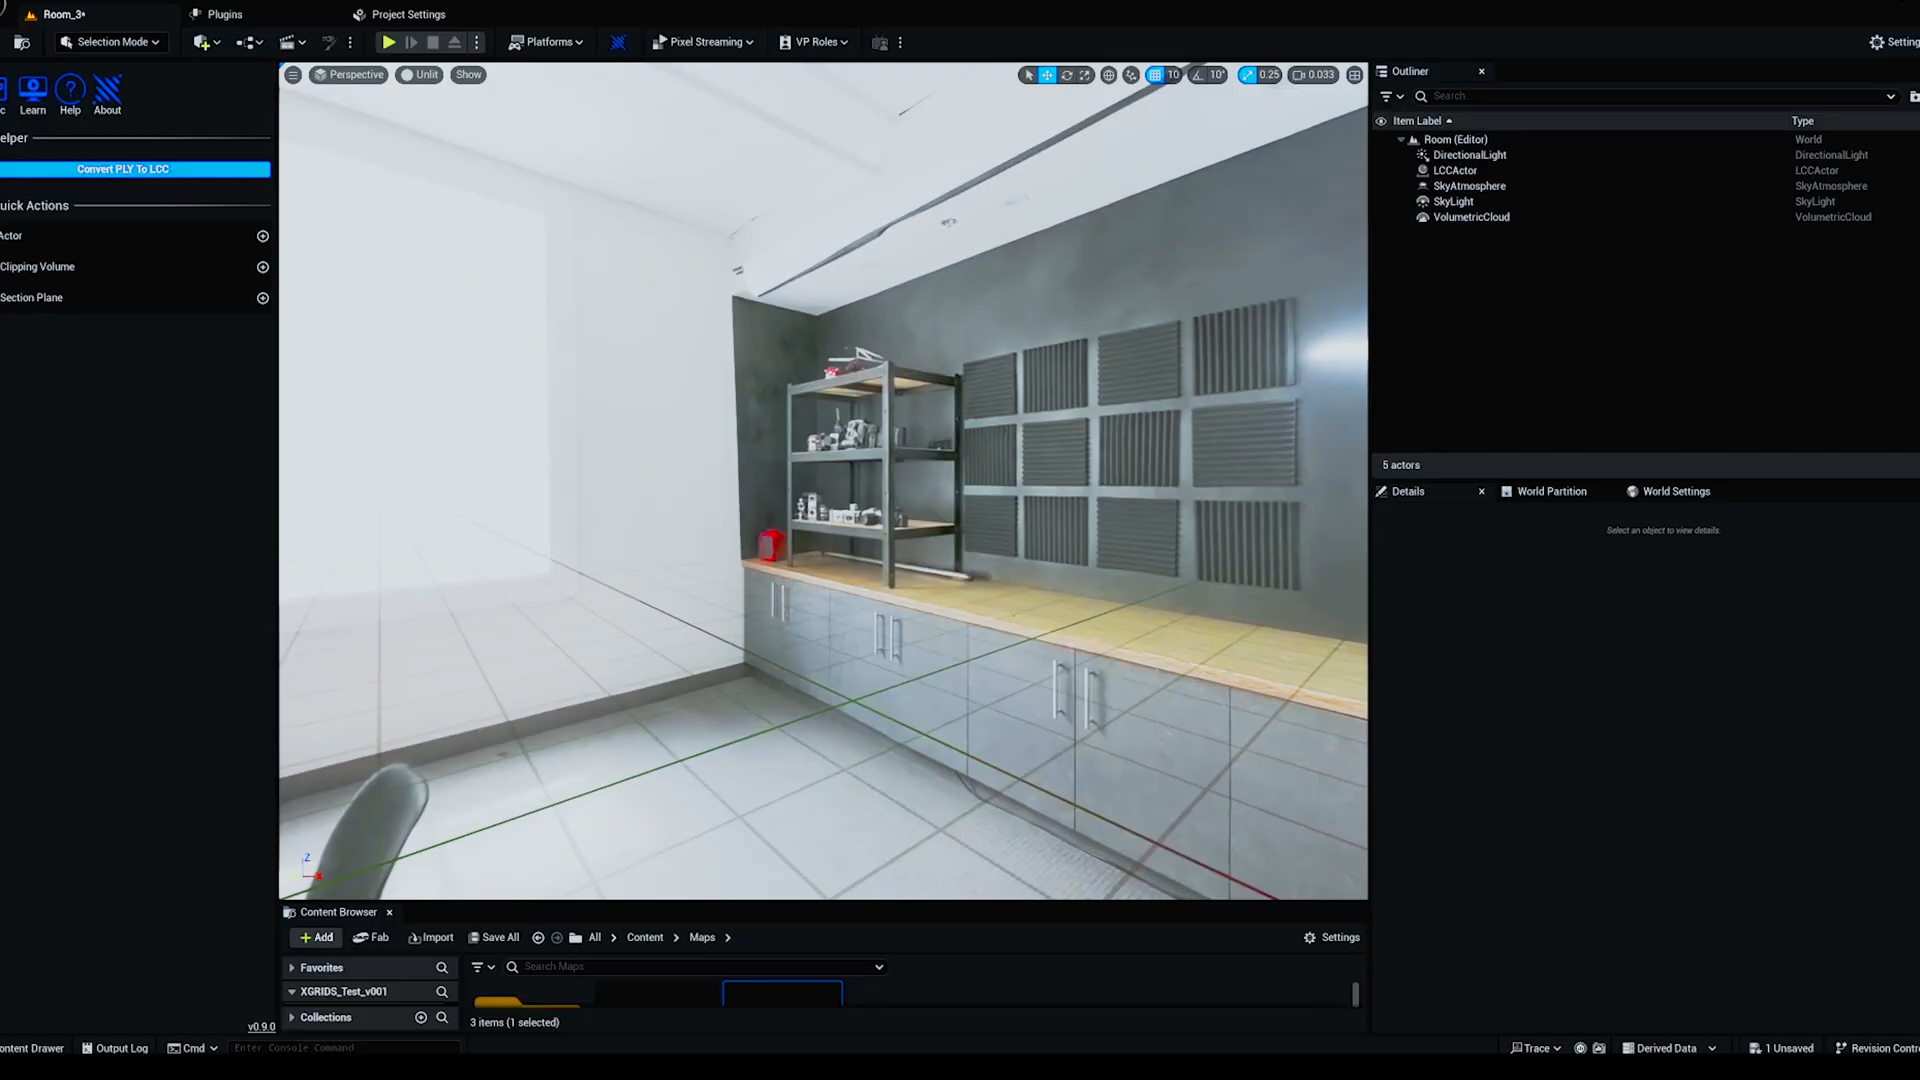 Room_3*
Plugins
Project Settings
Selection Mode
Platforms
Pixel Streaming
VP Roles
Setting
c
Learn
Help
About
elper
Convert PLY To LCC
uick Actions
Actor
Clipping Volume
Section Plane
v0.9.0
Perspective
Unlit
Show
10
10°
0.25
0.033
Z
Outliner
Search...
Item Label
Type
Room (Editor)
World
DirectionalLight
DirectionalLight
LCCActor
LCCActor
SkyAtmosphere
SkyAtmosphere
SkyLight
SkyLight
VolumetricCloud
VolumetricCloud
5 actors
Details
World Partition
World Settings
Select an object to view details.
Content Browser
Add
Fab
Import
Save All
All
Content
Maps
Settings
Favorites
XGRIDS_Test_v001
Collections
Search Maps
3 items (1 selected)
ontent Drawer
Output Log
Cmd
Enter Console Command
Trace
Derived Data
1 Unsaved
Revision Contr